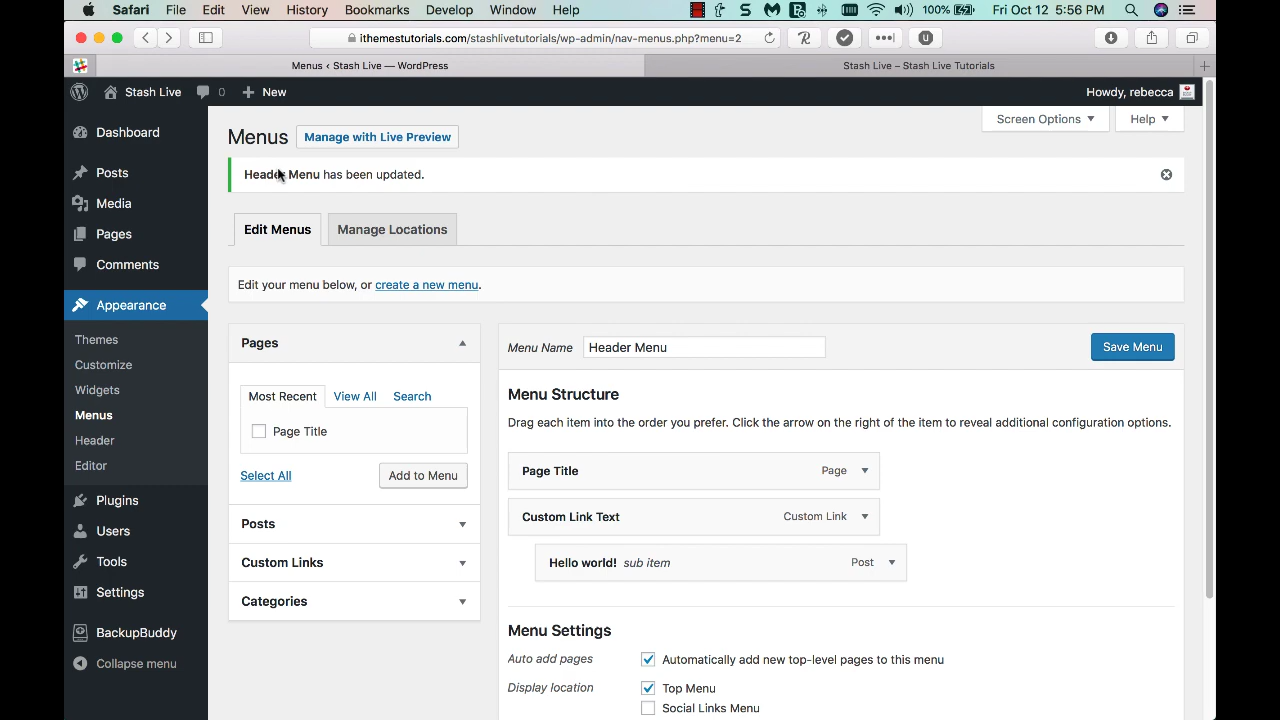 Safari File Edit View History Bookmarks Develop Window Help 100% Fri Oct 12 5:56 PM
ithemestutorials.com/stashlivetutorials/wp-admin/nav-menus.php?menu=2
Menus ‹ Stash Live — WordPress
Stash Live – Stash Live Tutorials
Stash Live 0 New Howdy, rebecca
Screen Options Help
Dashboard
Posts
Media
Pages
Comments
Appearance
Themes
Customize
Widgets
Menus
Header
Editor
Plugins
Users
Tools
Settings
BackupBuddy
Collapse menu
Menus Manage with Live Preview
Header Menu has been updated.
Edit Menus Manage Locations
Edit your menu below, or create a new menu.
Pages
Most Recent View All Search
Page Title
Select All Add to Menu
Posts
Custom Links
Categories
Menu Name Header Menu Save Menu
Menu Structure
Drag each item into the order you prefer. Click the arrow on the right of the item to reveal additional configuration options.
Page Title Page
Custom Link Text Custom Link
Hello world! sub item Post
Menu Settings
Auto add pages Automatically add new top-level pages to this menu
Display location Top Menu
Social Links Menu